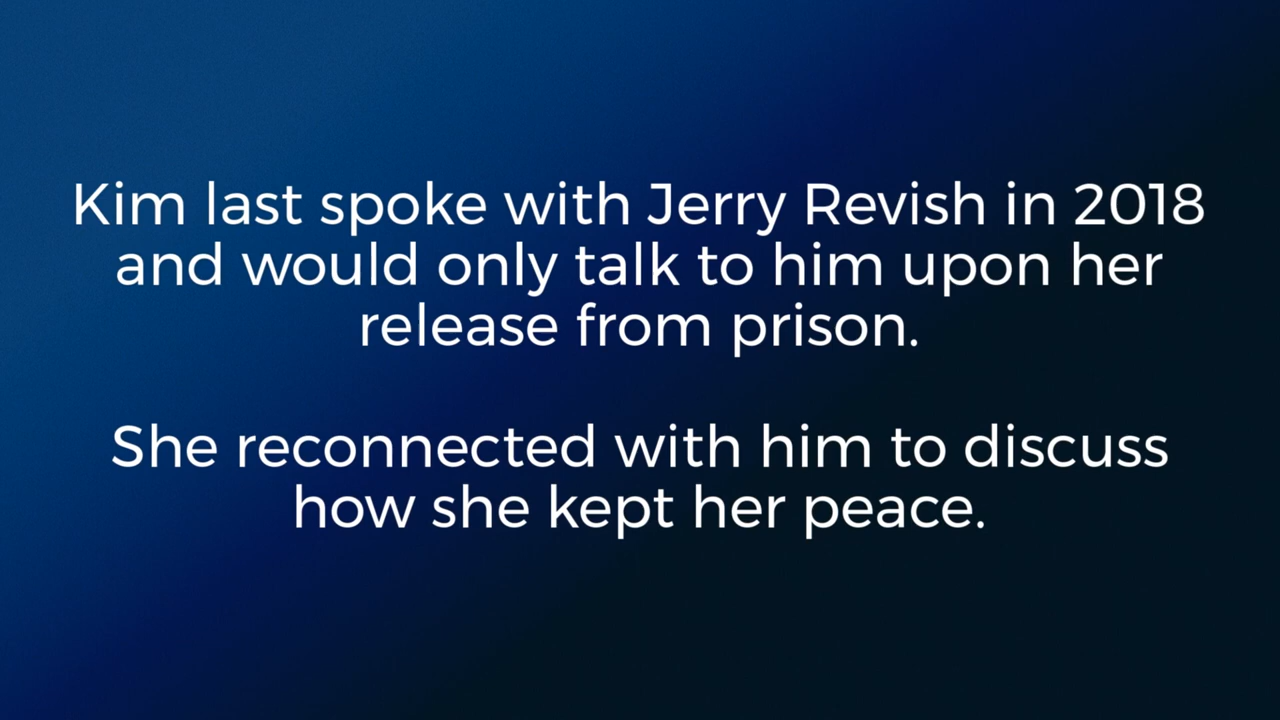 Kim last spoke with Jerry Revish in 2018
and would only talk to him upon her
release from prison.
She reconnected with him to discuss
how she kept her peace.